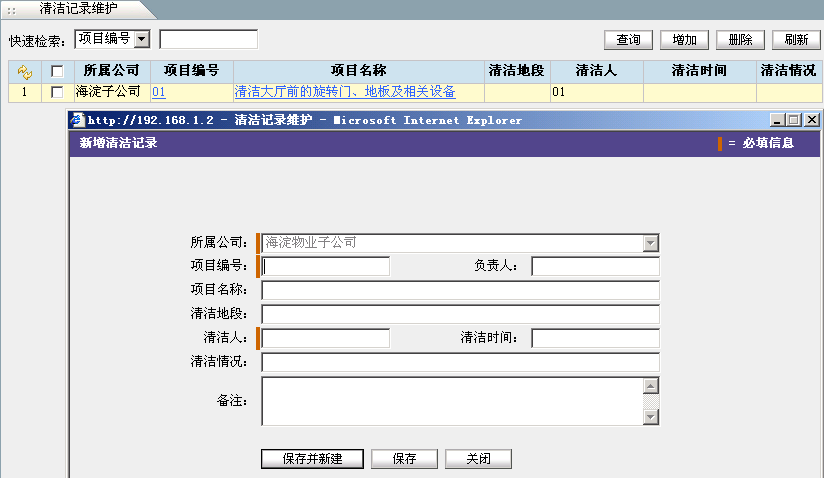 清洁记录维护
快速检索： 项目编号 查询 增加 删除 刷新
所属公司 项目编号 项目名称 清洁地段 清洁人 清洁时间 清洁情况
1 海淀子公司 01 清洁大厅前的旋转门、地板及相关设备 01
http://192.168.1.2 - 清洁记录维护 - Microsoft Internet Explorer
新增清洁记录 = 必填信息
所属公司： 海淀物业子公司
项目编号： 负责人：
项目名称：
清洁地段：
清洁人： 清洁时间：
清洁情况：
备注：
保存并新建 保存 关闭